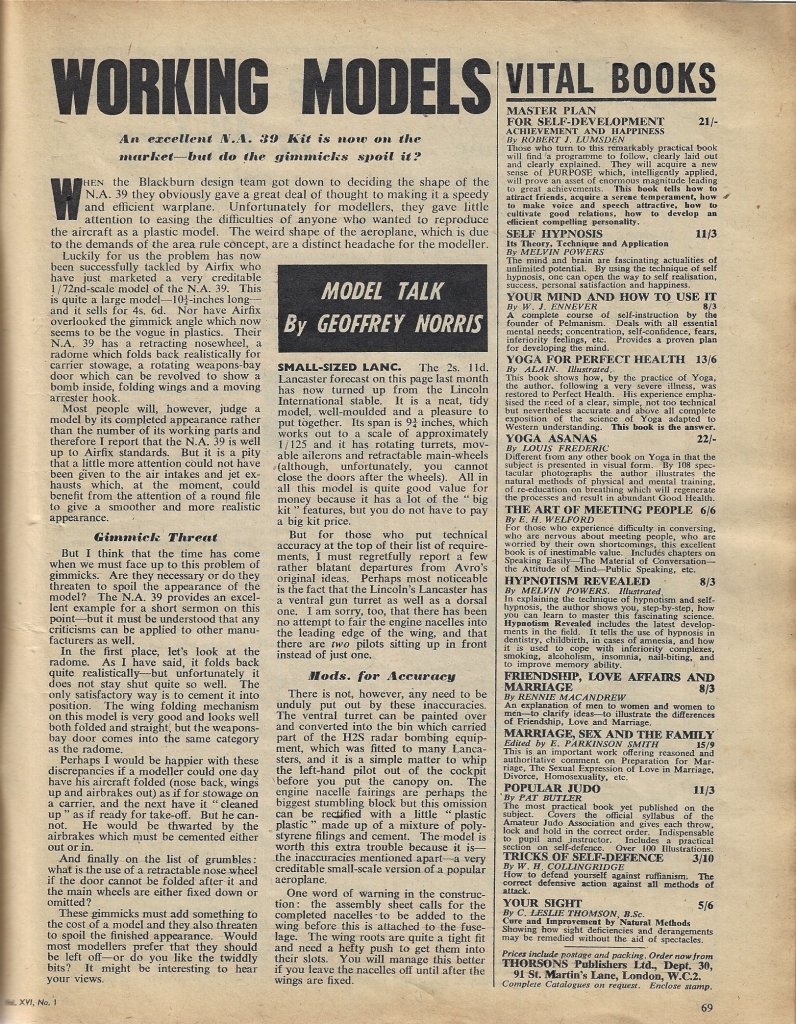 WORKING MODELS
An excellent N.A. 39 Kit is now on the
market—but do the gimmicks spoil it?
WHEN the Blackburn design team got down to deciding the shape of the
N.A. 39 they obviously gave a great deal of thought to making it a speedy
and efficient warplane. Unfortunately for modellers, they gave little
attention to easing the difficulties of anyone who wanted to reproduce
the aircraft as a plastic model. The weird shape of the aeroplane, which is due
to the demands of the area rule concept, are a distinct headache for the modeller.
Luckily for us the problem has now
been successfully tackled by Airfix who
have just marketed a very creditable
1/72nd-scale model of the N.A. 39. This
is quite a large model—10½-inches long—
and it sells for 4s. 6d. Nor have Airfix
overlooked the gimmick angle which now
seems to be the vogue in plastics. Their
N.A. 39 has a retracting nosewheel, a
radome which folds back realistically for
carrier stowage, a rotating weapons-bay
door which can be revolved to show a
bomb inside, folding wings and a moving
arrester hook.
Most people will, however, judge a
model by its completed appearance rather
than the number of its working parts and
therefore I report that the N.A. 39 is well
up to Airfix standards. But it is a pity
that a little more attention could not have
been given to the air intakes and jet ex-
hausts which, at the moment, could
benefit from the attention of a round file
to give a smoother and more realistic
appearance.
Gimmick Threat
But I think that the time has come
when we must face up to this problem of
gimmicks. Are they necessary or do they
threaten to spoil the appearance of the
model? The N.A. 39 provides an excel-
lent example for a short sermon on this
point—but it must be understood that any
criticisms can be applied to other manu-
facturers as well.
In the first place, let's look at the
radome. As I have said, it folds back
quite realistically—but unfortunately it
does not stay shut quite so well. The
only satisfactory way is to cement it into
position. The wing folding mechanism
on this model is very good and looks well
both folded and straight, but the weapons-
bay door comes into the same category
as the radome.
Perhaps I would be happier with these
discrepancies if a modeller could one day
have his aircraft folded (nose back, wings
up and airbrakes out) as if for stowage on
a carrier, and the next have it "cleaned
up" as if ready for take-off. But he can-
not. He would be thwarted by the
airbrakes which must be cemented either
out or in.
And finally on the list of grumbles:
what is the use of a retractable nose wheel
if the door cannot be folded after it and
the main wheels are either fixed down or
omitted?
These gimmicks must add something to
the cost of a model and they also threaten
to spoil the finished appearance. Would
most modellers prefer that they should
be left off—or do you like the twiddly
bits? It might be interesting to hear
your views.
MODEL TALK
By GEOFFREY NORRIS
SMALL-SIZED LANC. The 2s. 11d.
Lancaster forecast on this page last month
has now turned up from the Lincoln
International stable. It is a neat, tidy
model, well-moulded and a pleasure to
put together. Its span is 9¾ inches, which
works out to a scale of approximately
1/125 and it has rotating turrets, mov-
able ailerons and retractable main-wheels
(although, unfortunately, you cannot
close the doors after the wheels). All in
all this model is quite good value for
money because it has a lot of the "big
kit" features, but you do not have to pay
a big kit price.
But for those who put technical
accuracy at the top of their list of require-
ments, I must regretfully report a few
rather blatant departures from Avro's
original ideas. Perhaps most noticeable
is the fact that the Lincoln's Lancaster has
a ventral gun turret as well as a dorsal
one. I am sorry, too, that there has been
no attempt to fair the engine nacelles into
the leading edge of the wing, and that
there are two pilots sitting up in front
instead of just one.
Mods. for Accuracy
There is not, however, any need to be
unduly put out by these inaccuracies.
The ventral turret can be painted over
and converted into the bin which carried
part of the H2S radar bombing equip-
ment, which was fitted to many Lanca-
sters, and it is a simple matter to whip
the left-hand pilot out of the cockpit
before you put the canopy on. The
engine nacelle fairings are perhaps the
biggest stumbling block but this omission
can be rectified with a little "plastic
plastic" made up of a mixture of poly-
styrene filings and cement. The model is
worth this extra trouble because it is—
the inaccuracies mentioned apart—a very
creditable small-scale version of a popular
aeroplane.
One word of warning in the construc-
tion: the assembly sheet calls for the
completed nacelles to be added to the
wing before this is attached to the fuse-
lage. The wing roots are quite a tight fit
and need a hefty push to get them into
their slots. You will manage this better
if you leave the nacelles off until after the
wings are fixed.
VITAL BOOKS
MASTER PLAN
FOR SELF-DEVELOPMENT 21/-
ACHIEVEMENT AND HAPPINESS
By ROBERT J. LUMSDEN
Those who turn to this remarkably practical book
will find a programme to follow, clearly laid out
and clearly explained. They will acquire a new
sense of PURPOSE which, intelligently applied,
will prove an asset of enormous magnitude leading
to great achievements. This book tells how to
attract friends, acquire a serene temperament, how
to make voice and speech attractive, how to
cultivate good relations, how to develop an
efficient compelling personality.
SELF HYPNOSIS 11/3
Its Theory, Technique and Application
By MELVIN POWERS
The mind and brain are fascinating actualities of
unlimited potential. By using the technique of self
hypnosis, one can open the way to self realisation,
success, personal satisfaction and happiness.
YOUR MIND AND HOW TO USE IT
By W. J. ENNEVER 8/3
A complete course of self-instruction by the
founder of Pelmanism. Deals with all essential
mental needs; concentration, self-confidence, fears,
inferiority feelings, etc. Provides a proven plan
for developing the mind.
YOGA FOR PERFECT HEALTH 13/6
By ALAIN. Illustrated.
This book shows how, by the practice of Yoga,
the author, following a very severe illness, was
restored to Perfect Health. His experience empha-
sised the need of a clear, simple, not too technical
but nevertheless accurate and above all complete
exposition of the science of Yoga adapted to
Western understanding. This book is the answer.
YOGA ASANAS 22/-
By LOUIS FREDERIC
Different from any other book on Yoga in that the
subject is presented in visual form. By 108 spec-
tacular photographs the author illustrates the
natural methods of physical and mental training,
of re-education on breathing which will regenerate
the processes and result in abundant Good Health.
THE ART OF MEETING PEOPLE 6/6
By E. H. WELFORD
For those who experience difficulty in conversing,
who are nervous about meeting people, who are
worried by their own shortcomings, this excellent
book is of inestimable value. Includes chapters on
Speaking Easily—The Material of Conversation—
the Attitude of Mind—Public Speaking, etc.
HYPNOTISM REVEALED 8/3
By MELVIN POWERS. Illustrated
In explaining the technique of hypnotism and self-
hypnosis, the author shows you, step-by-step, how
you can learn to master this fascinating science.
Hypnotism Revealed includes the latest develop-
ments in the field. It tells the use of hypnosis in
dentistry, childbirth, in cases of amnesia, and how
it is used to cope with inferiority complexes,
smoking, alcoholism, insomnia, nail-biting, and
to improve memory ability.
FRIENDSHIP, LOVE AFFAIRS AND
MARRIAGE 8/3
By RENNIE MACANDREW
An explanation of men to women and women to
men—to clarify ideas—to illustrate the differences
of Friendship, Love and Marriage.
MARRIAGE, SEX AND THE FAMILY
Edited by E. PARKINSON SMITH 15/9
This is an important work offering reasoned and
authoritative comment on Preparation for Mar-
riage, The Sexual Expression of Love in Marriage,
Divorce, Homosexuality, etc.
POPULAR JUDO 11/3
By PAT BUTLER
The most practical book yet published on the
subject. Covers the official syllabus of the
Amateur Judo Association and gives each throw,
lock and hold in the correct order. Indispensable
to pupil and instructor. Includes a practical
section on self-defence. Over 100 Illustrations.
TRICKS OF SELF-DEFENCE 3/10
By W. H. COLLINGRIDGE
How to defend yourself against ruffianism. The
correct defensive action against all methods of
attack.
YOUR SIGHT 5/6
By C. LESLIE THOMSON, B.Sc.
Cure and Improvement by Natural Methods
Showing how sight deficiencies and derangements
may be remedied without the aid of spectacles.
Prices include postage and packing. Order now from
THORSONS Publishers Ltd., Dept. 30,
91 St. Martin's Lane, London, W.C.2.
Complete Catalogues on request. Enclose stamp.
XVI, No. 1
69